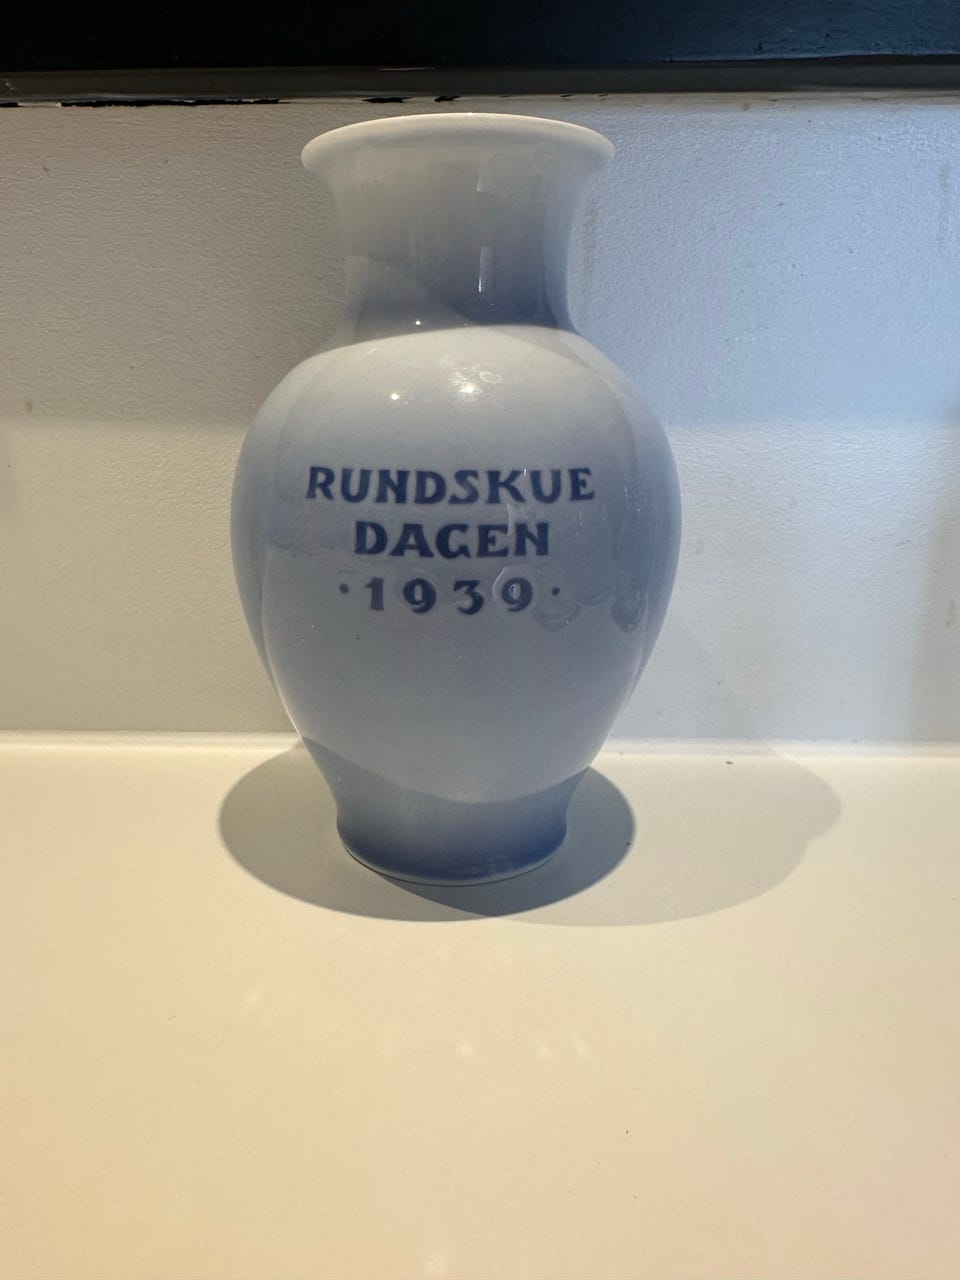 RUNDSKUE
DAGEN
·1939·